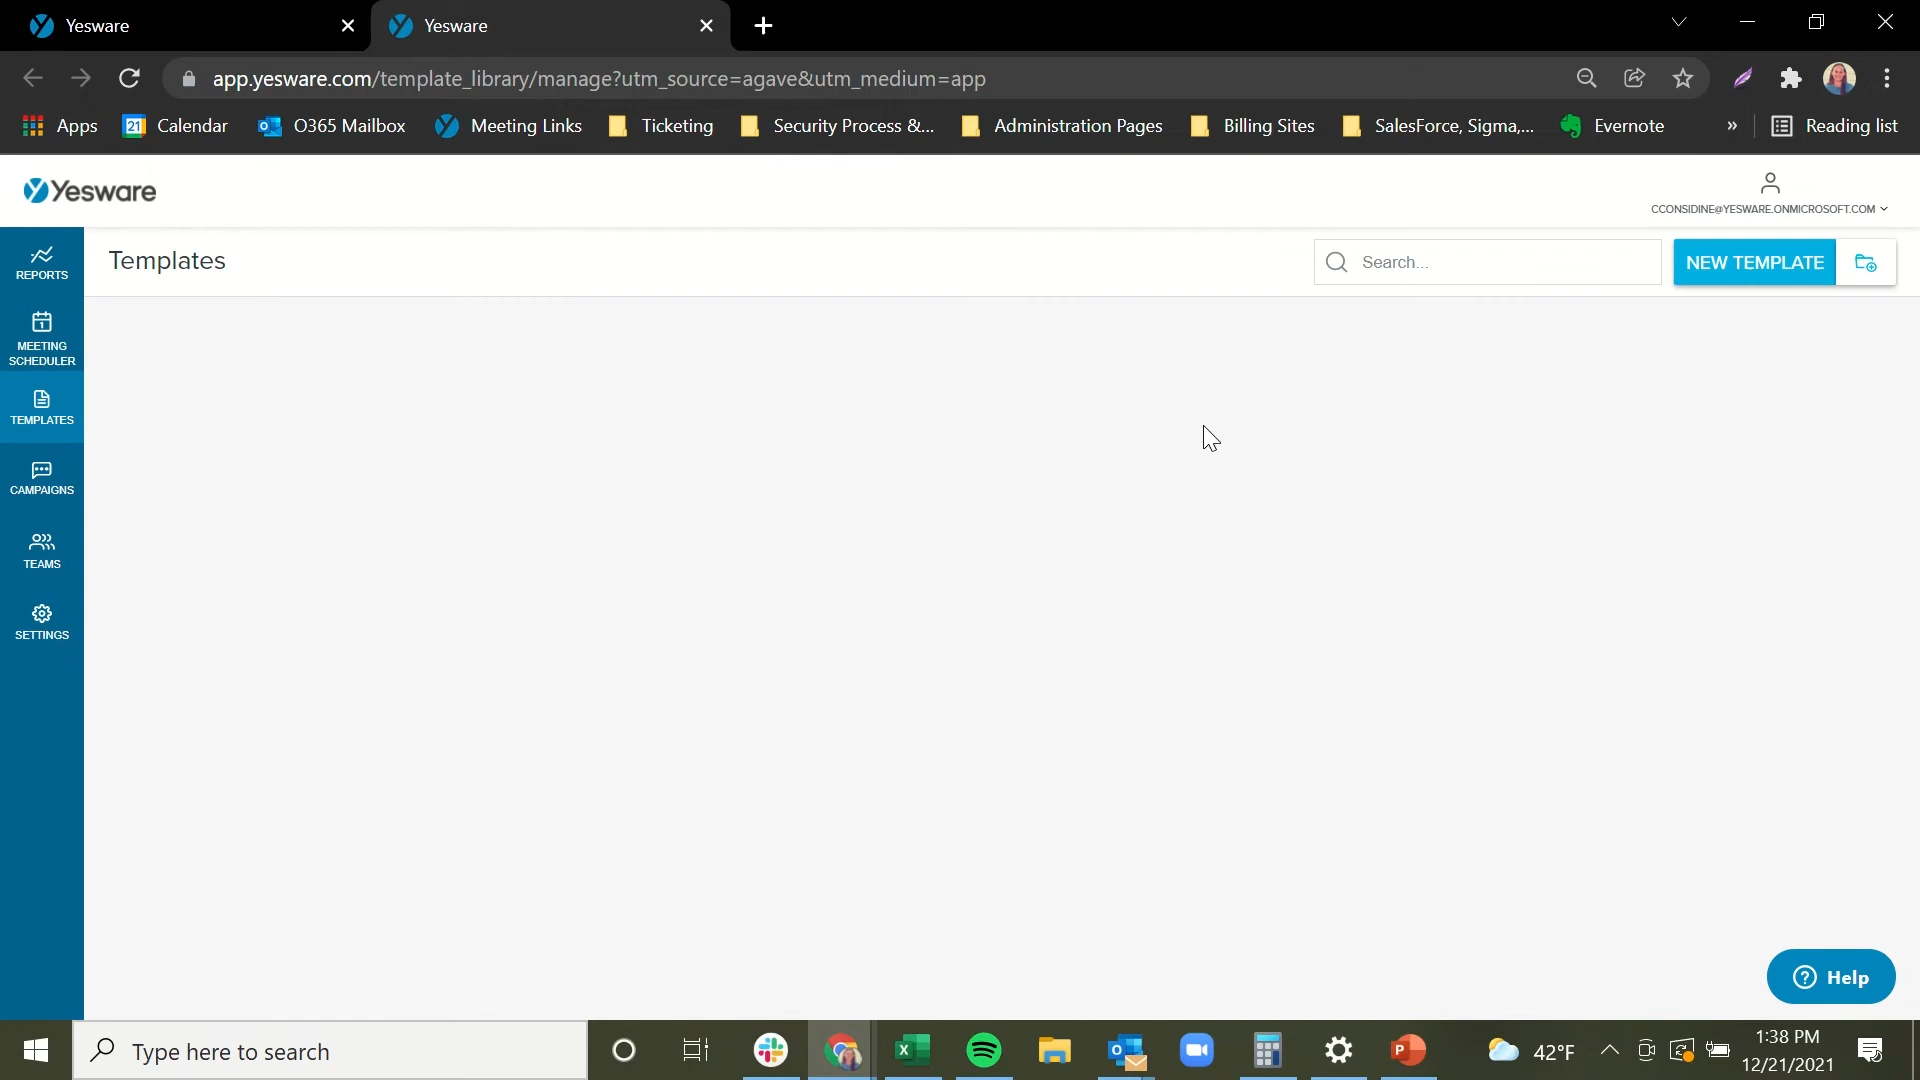 Yesware
Yesware
app.yesware.com/template_library/manage?utm_source=agave&utm_medium=app
Apps
21
Calendar
O365 Mailbox
Meeting Links
Ticketing
Security Process &...
Administration Pages
Billing Sites
SalesForce, Sigma,...
Evernote
»
Reading list
Yesware
CCONSIDINE@YESWARE.ONMICROSOFT.COM
REPORTS
MEETING
SCHEDULER
TEMPLATES
CAMPAIGNS
TEAMS
SETTINGS
Templates
Search...
NEW TEMPLATE
Help
Type here to search
42°F
1:38 PM
12/21/2021